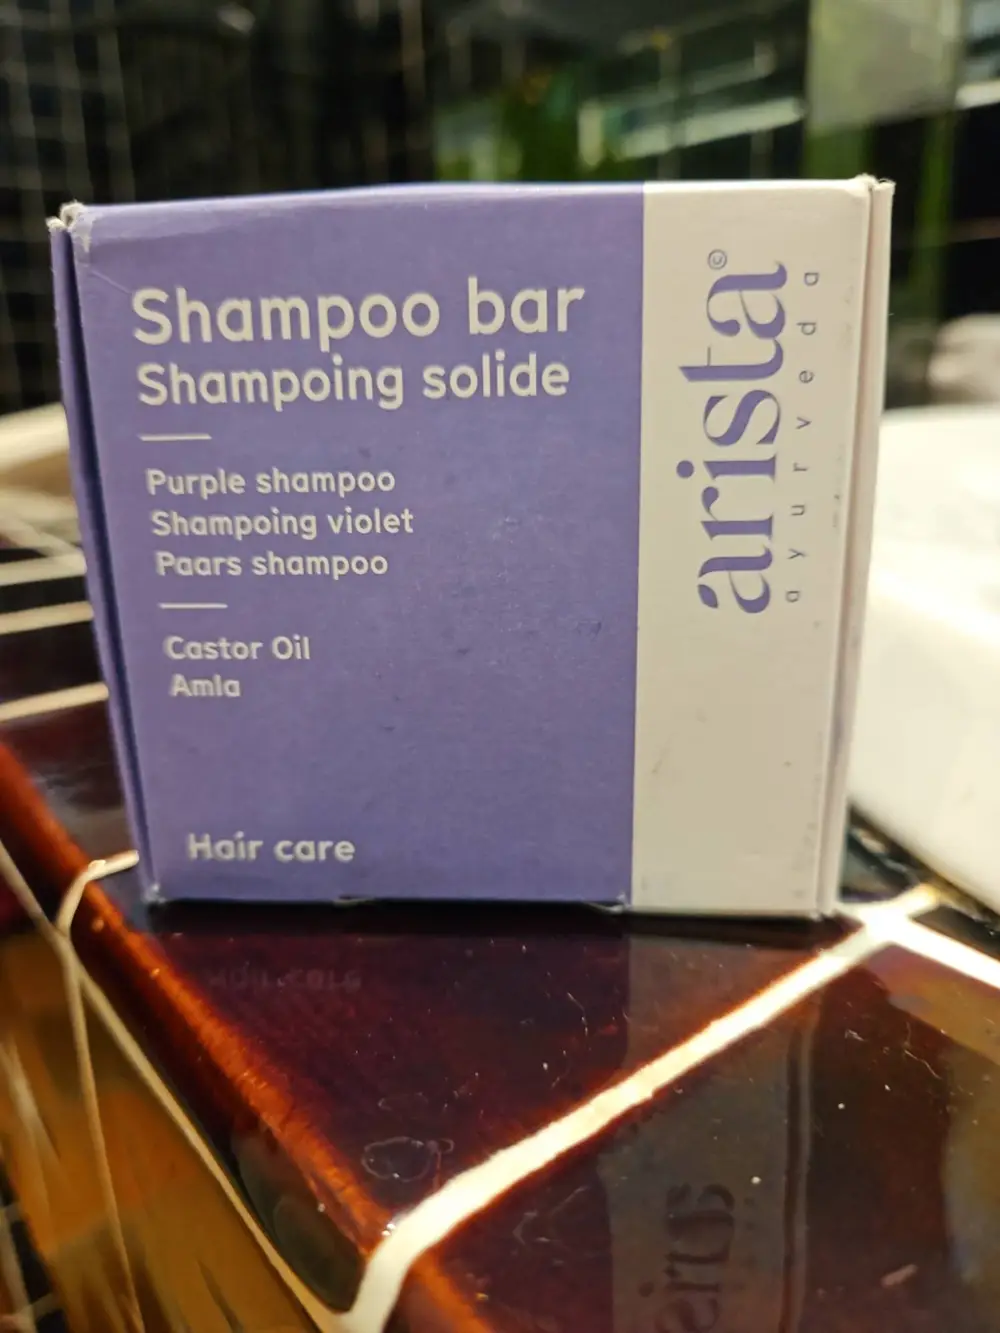 Shampoo bar
Shampoing solide
Purple shampoo
Shampoing violet
Paars shampoo
Castor Oil
Amla
Hair care
arista©
ayurveda